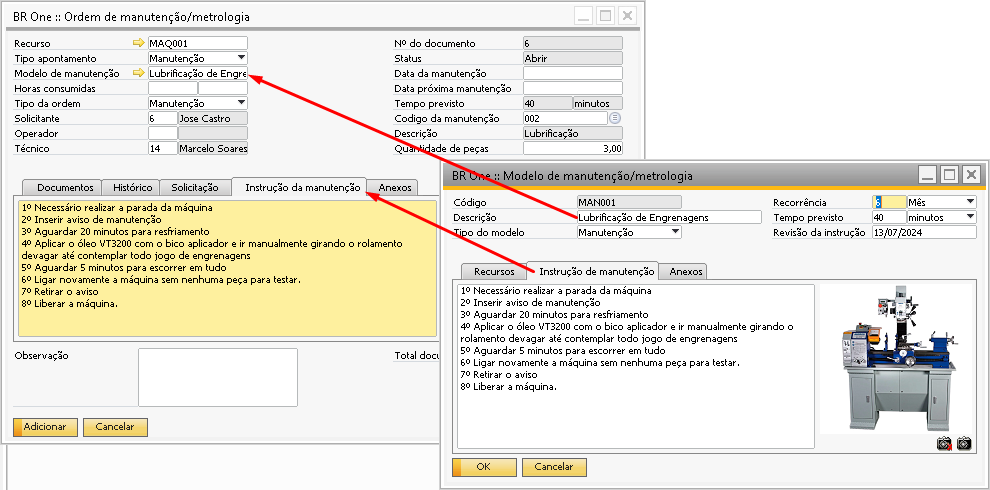 BR One :: Ordem de manutenção/metrologia
Recurso MAQ001
Tipo apontamento Manutenção
Modelo de manutenção Lubrificação de Engre
Horas consumidas
Tipo da ordem Manutenção
Solicitante 6 Jose Castro
Operador
Técnico 14 Marcelo Soares
Nº do documento 6
Status Abrir
Data da manutenção
Data próxima manutenção
Tempo previsto 40 minutos
Codigo da manutenção 002
Descrição Lubrificação
Quantidade de peças 3,00
Documentos Histórico Solicitação Instrução da manutenção Anexos
1º Necessário realizar a parada da máquina
2º Inserir aviso de manutenção
3º Aguardar 20 minutos para resfriamento
4º Aplicar o óleo VT3200 com o bico aplicador e ir manualmente girando o rolamento
devagar até contemplar todo jogo de engrenagens
5º Aguardar 5 minutos para escorrer em tudo
6º Ligar novamente a máquina sem nenhuma peça para testar.
7º Retirar o aviso
8º Liberar a máquina.
Observação
Total docu
Adicionar Cancelar
BR One :: Modelo de manutenção/metrologia
Código MAN001
Descrição Lubrificação de Engrenagens
Tipo do modelo Manutenção
Recorrência 6 Mês
Tempo previsto 40 minutos
Revisão da instrução 13/07/2024
Recursos Instrução de manutenção Anexos
1º Necessário realizar a parada da máquina
2º Inserir aviso de manutenção
3º Aguardar 20 minutos para resfriamento
4º Aplicar o óleo VT3200 com o bico aplicador e ir manualmente girando o
rolamento devagar até contemplar todo jogo de engrenagens
5º Aguardar 5 minutos para escorrer em tudo
6º Ligar novamente a máquina sem nenhuma peça para testar.
7º Retirar o aviso
8º Liberar a máquina.
OK Cancelar